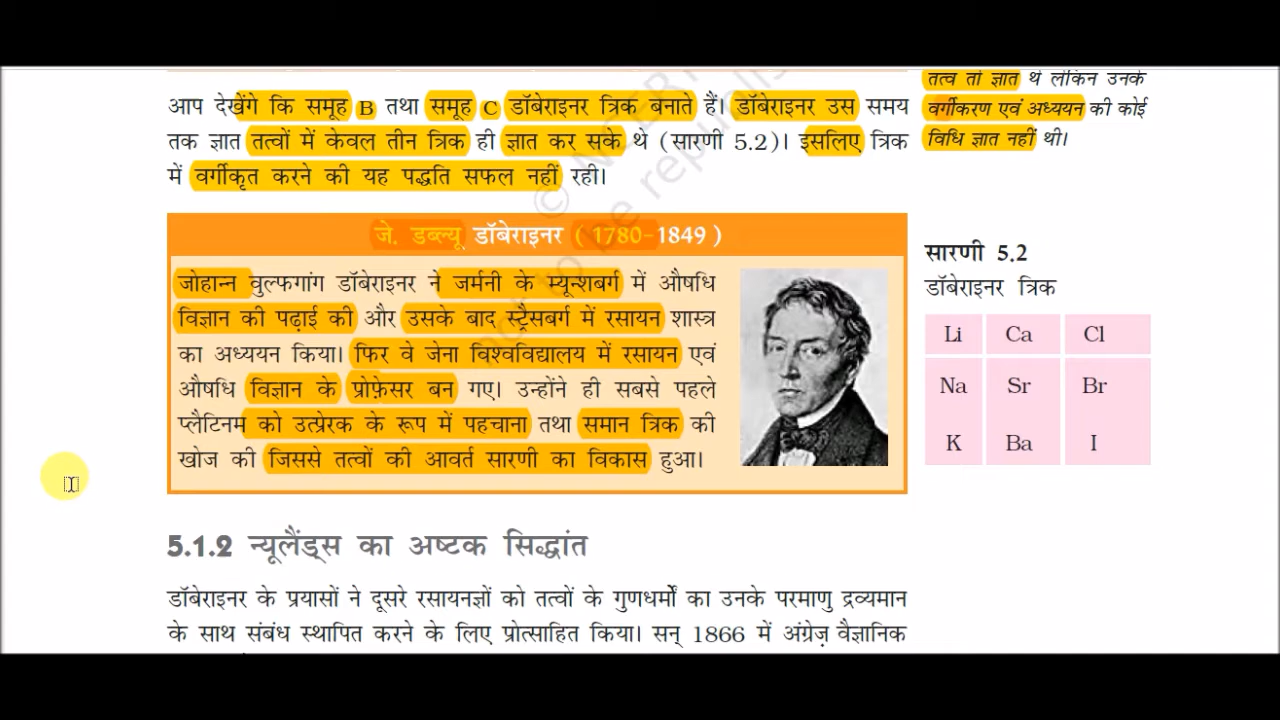 आप देखेंगे कि समूह B तथा समूह C डॉबेराइनर त्रिक बनाते हैं। डॉबेराइनर उस समय
तक ज्ञात तत्वों में केवल तीन त्रिक ही ज्ञात कर सके थे (सारणी 5.2)। इसलिए त्रिक
में वर्गीकृत करने की यह पद्धति सफल नहीं रही।
तत्व तो ज्ञात थे लेकिन उनके
वर्गीकरण एवं अध्ययन की कोई
विधि ज्ञात नहीं थी।
जे. डब्ल्यू डॉबेराइनर ( 1780-1849 )
जोहान्न वुल्फगांग डॉबेराइनर ने जर्मनी के म्यून्शबर्ग में औषधि
विज्ञान की पढ़ाई की और उसके बाद स्ट्रैसबर्ग में रसायन शास्त्र
का अध्ययन किया। फिर वे जेना विश्वविद्यालय में रसायन एवं
औषधि विज्ञान के प्रोफ़ेसर बन गए। उन्होंने ही सबसे पहले
प्लैटिनम को उत्प्रेरक के रूप में पहचाना तथा समान त्रिक की
खोज की जिससे तत्वों की आवर्त सारणी का विकास हुआ।
सारणी 5.2
डॉबेराइनर त्रिक
Li Ca Cl
Na Sr Br
K Ba I
5.1.2 न्यूलैंड्स का अष्टक सिद्धांत
डॉबेराइनर के प्रयासों ने दूसरे रसायनज्ञों को तत्वों के गुणधर्मों का उनके परमाणु द्रव्यमान
के साथ संबंध स्थापित करने के लिए प्रोत्साहित किया। सन् 1866 में अंग्रेज़ वैज्ञानिक